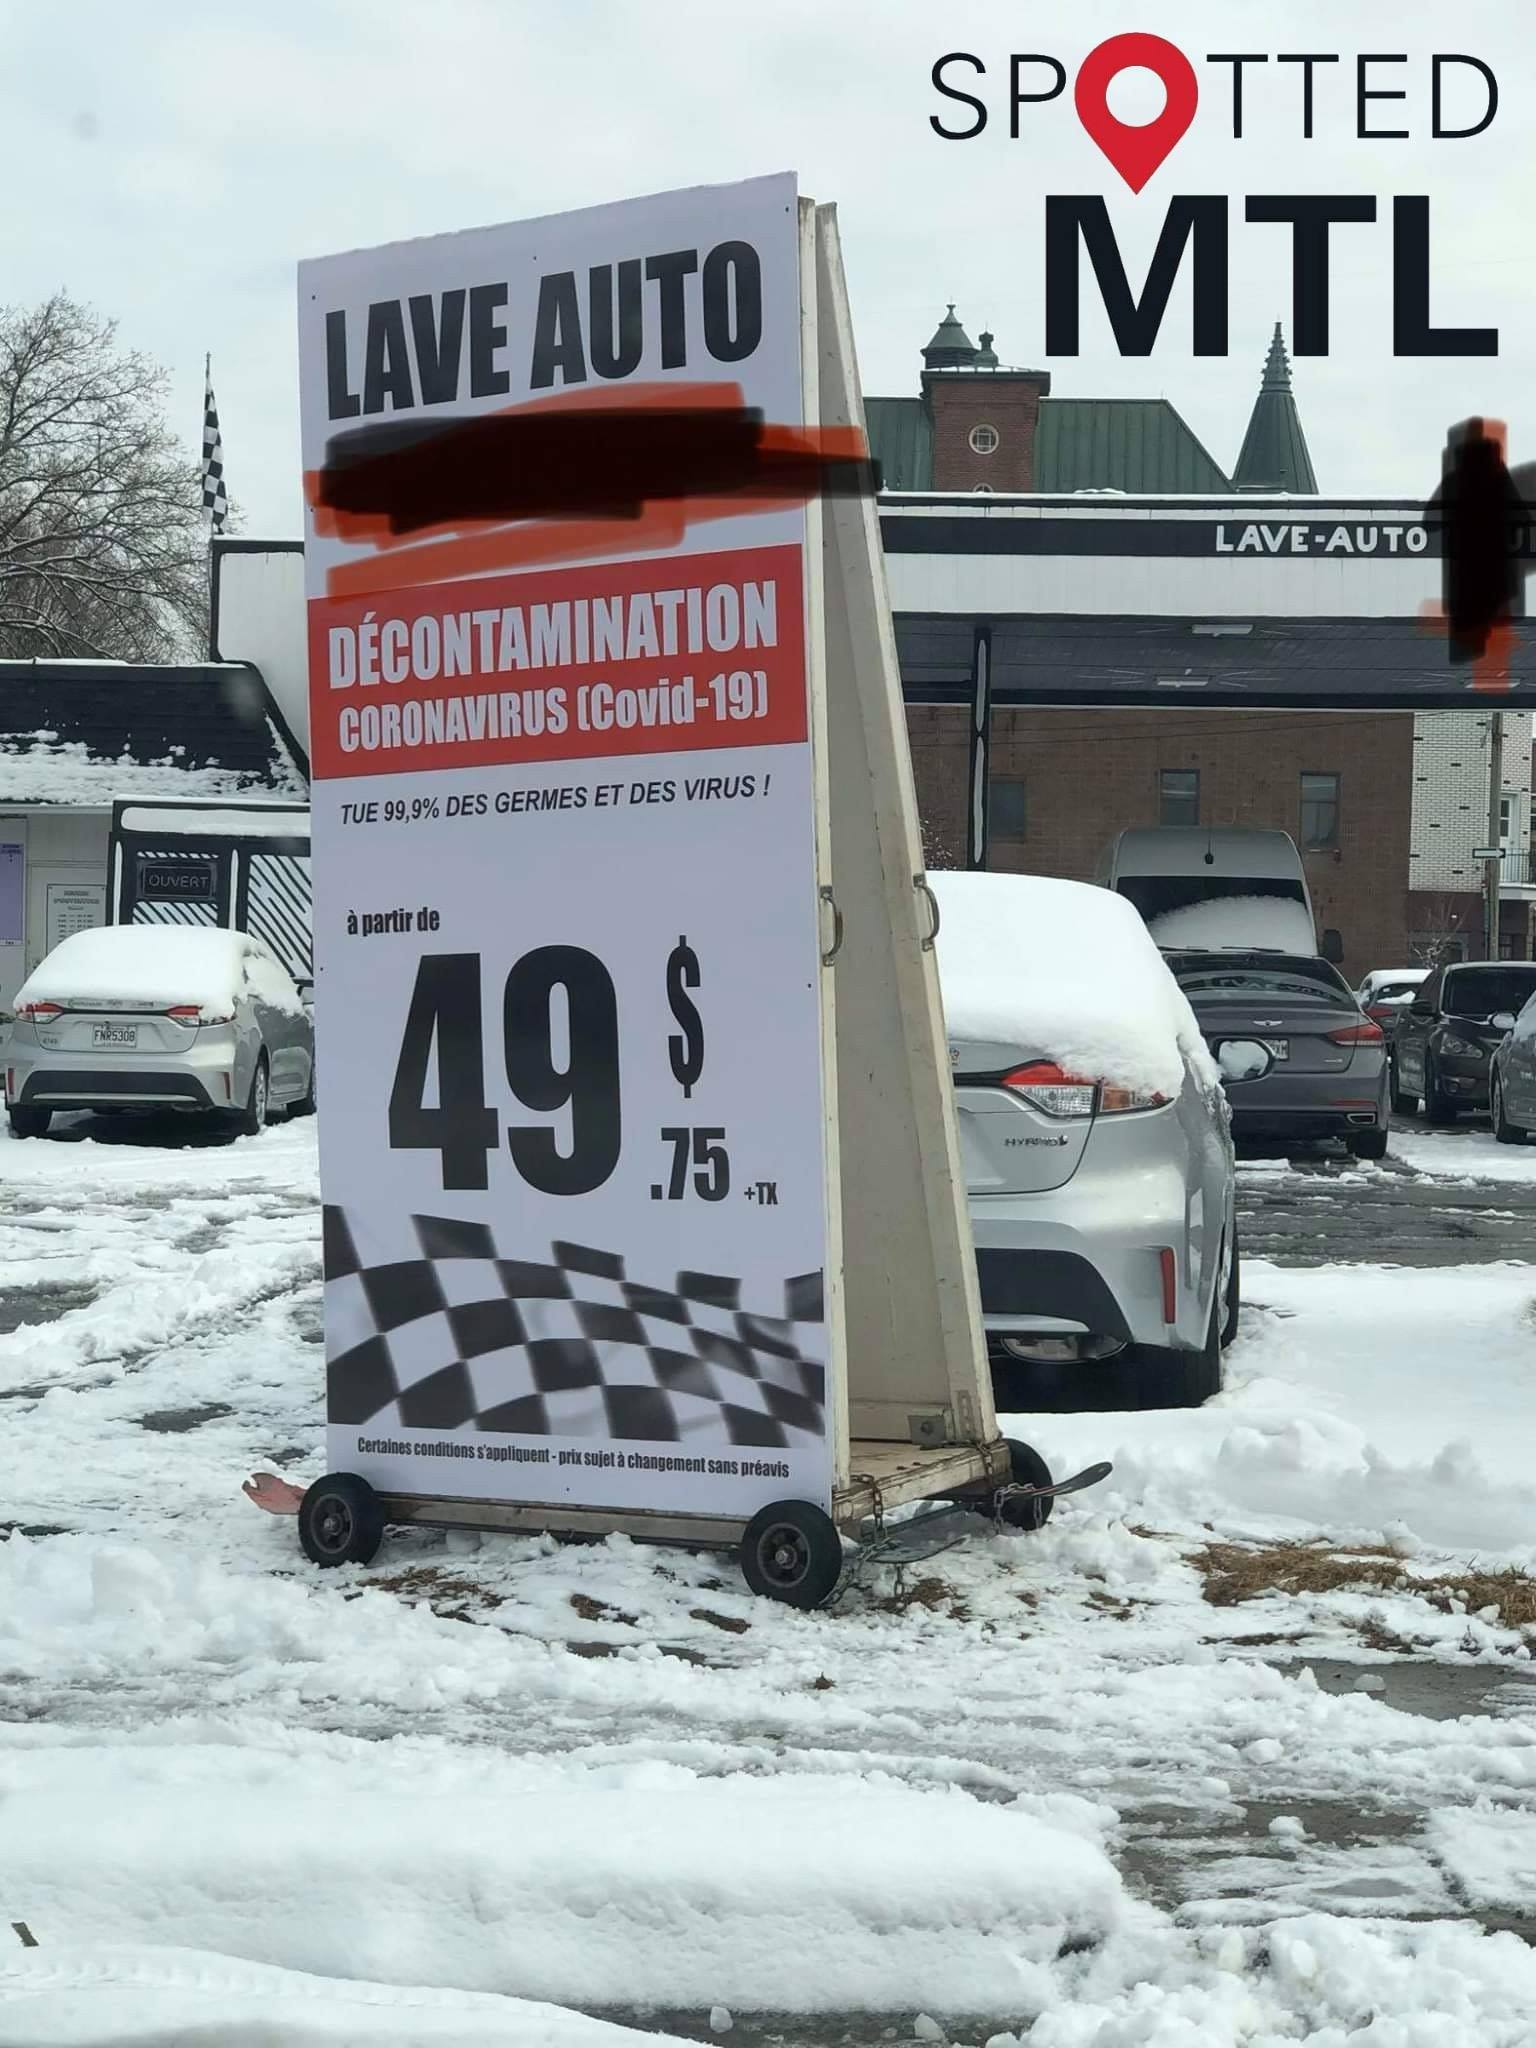 SPOTTED
MTL
LAVE AUTO
DÉCONTAMINATION
CORONAVIRUS (Covid-19)
TUE 99,9% DES GERMES ET DES VIRUS !
à partir de
49 $
.75 +TX
Certaines conditions s'appliquent - prix sujet à changement sans préavis
LAVE-AUTO
OUVERT
FNR5308
HYBRID